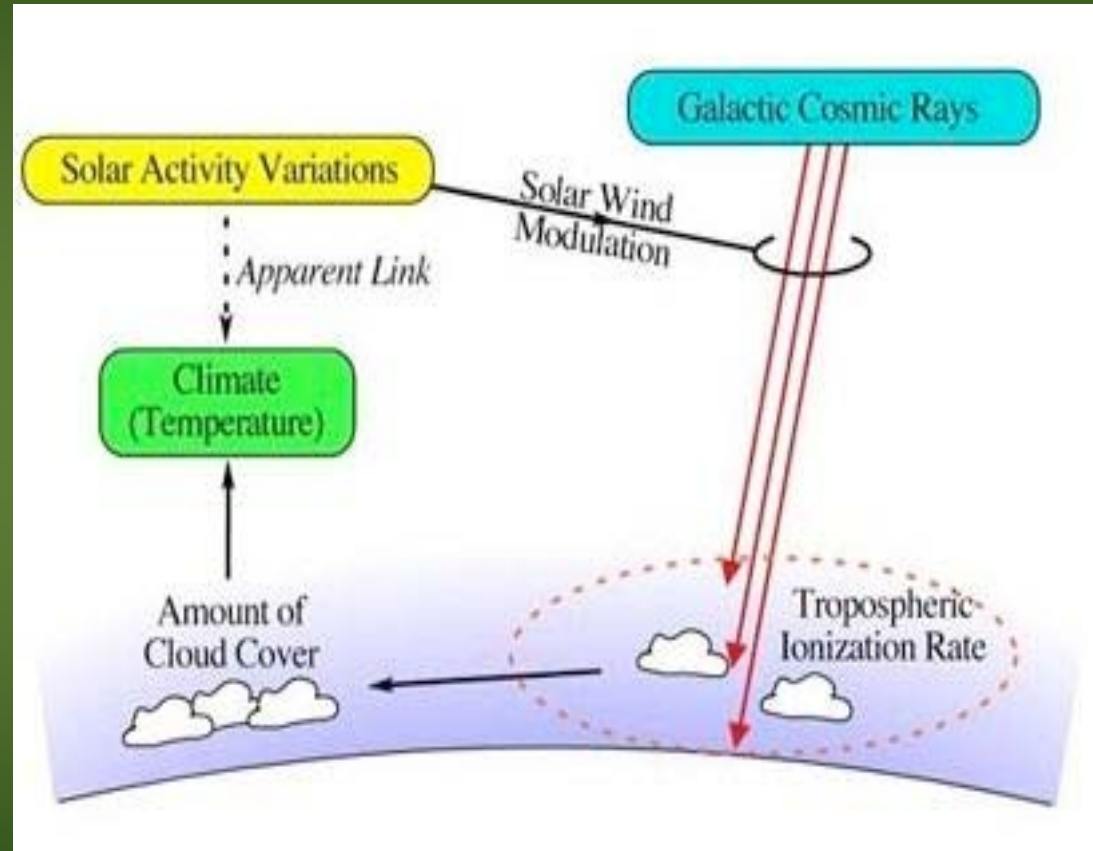 Galactic Cosmic Rays
Solar Activity Variations
Solar Wind
Modulation
Apparent Link
Climate
(Temperature)
Amount of
Cloud Cover
Tropospheric
Ionization Rate